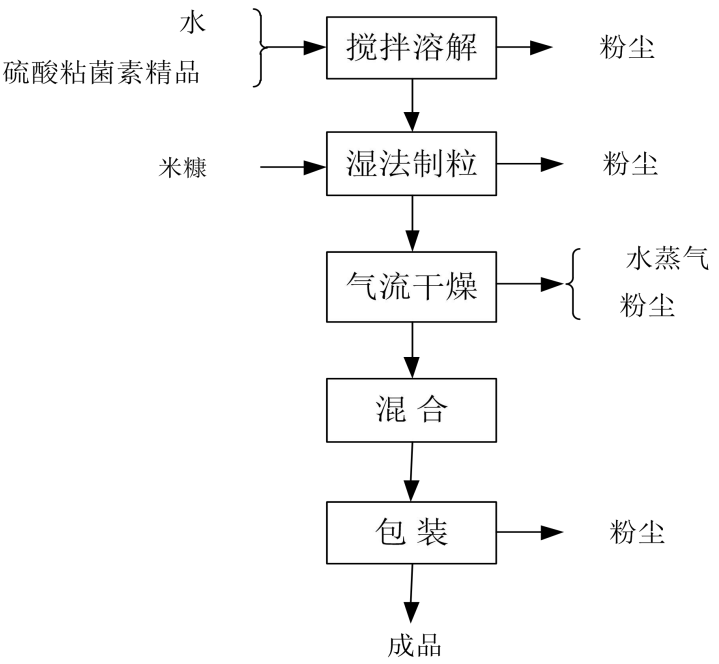 水
硫酸粘菌素精品
搅拌溶解
粉尘
米糠
湿法制粒
粉尘
气流干燥
水蒸气
粉尘
混合
包装
粉尘
成品